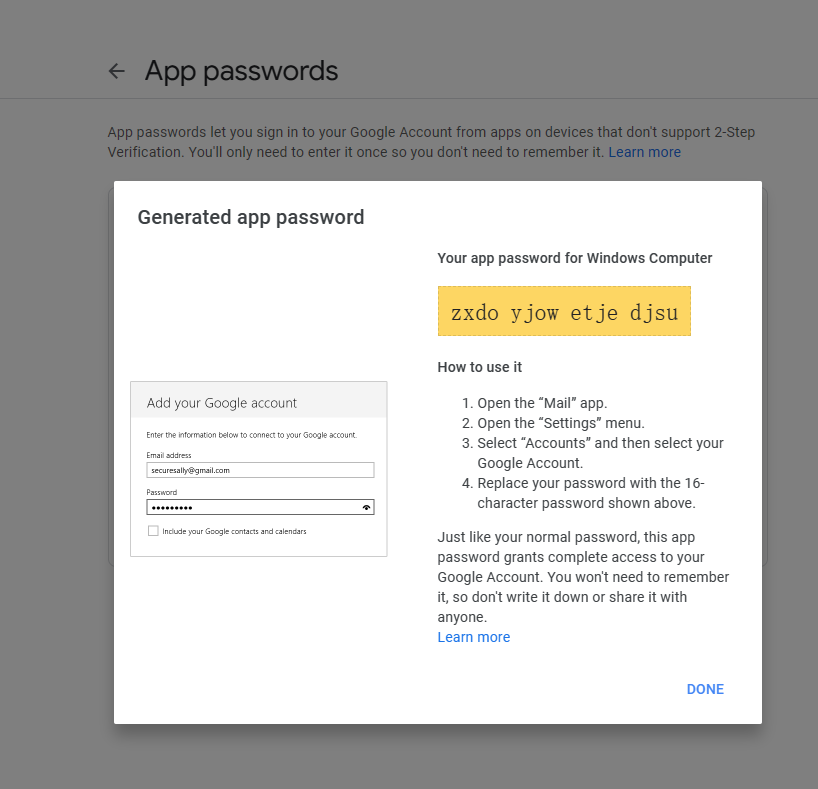 App passwords
App passwords let you sign in to your Google Account from apps on devices that don't support 2-Step
Verification. You'll only need to enter it once so you don't need to remember it. Learn more
Generated app password
Your app password for Windows Computer
zxdo yjow etje djsu
How to use it
1. Open the “Mail” app.
2. Open the “Settings” menu.
3. Select “Accounts” and then select your
Google Account.
4. Replace your password with the 16-
character password shown above.
Just like your normal password, this app
password grants complete access to your
Google Account. You won't need to remember
it, so don't write it down or share it with
anyone.
Learn more
Add your Google account
Enter the information below to connect to your Google account.
Email address
securesally@gmail.com
Password
•••••••••
Include your Google contacts and calendars
DONE